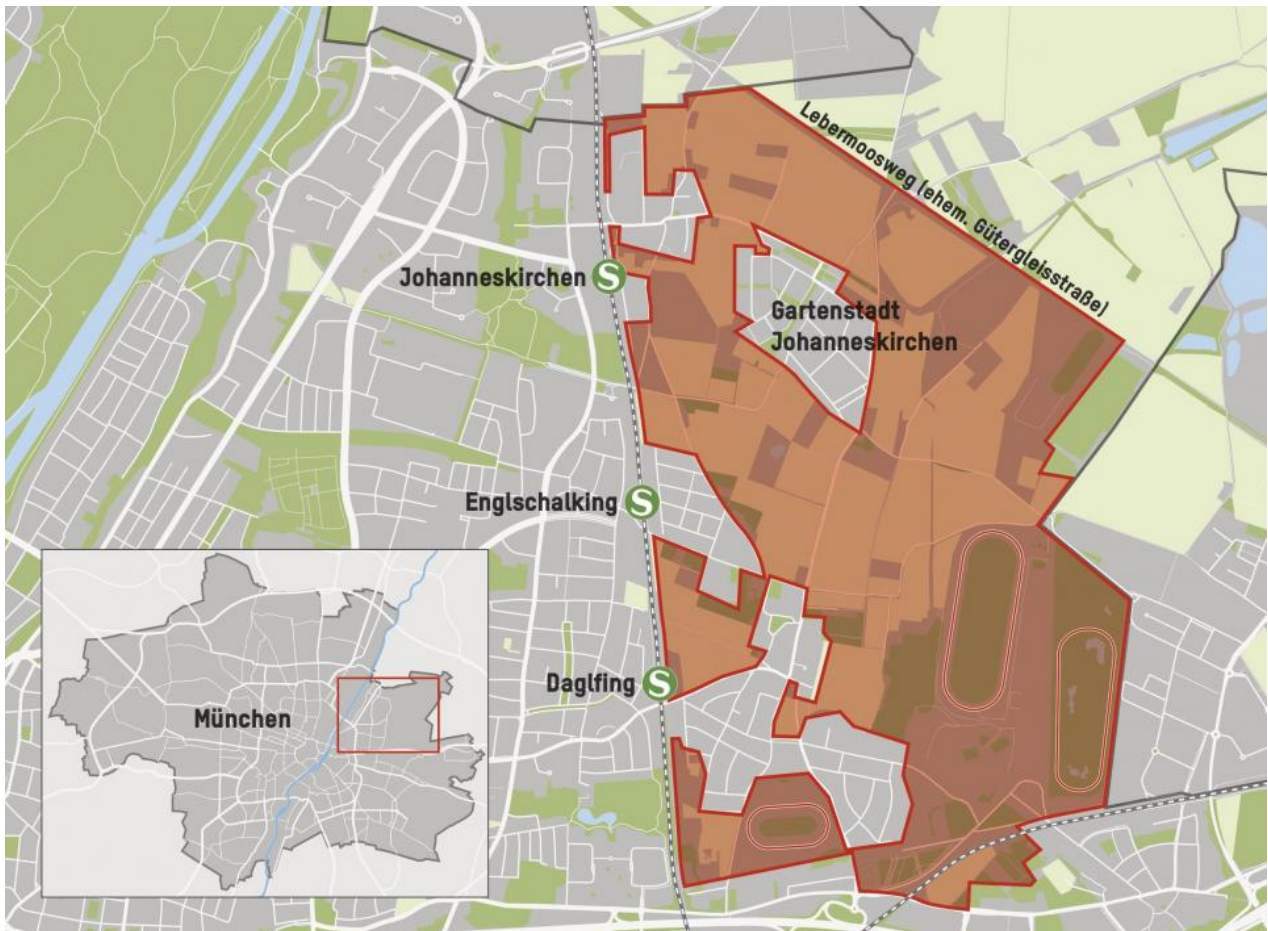 Lebermoosweg (ehem. Gütergleisstraße)
Johanneskirchen S
Gartenstadt
Johanneskirchen
Englschalking S
Daglfing S
München